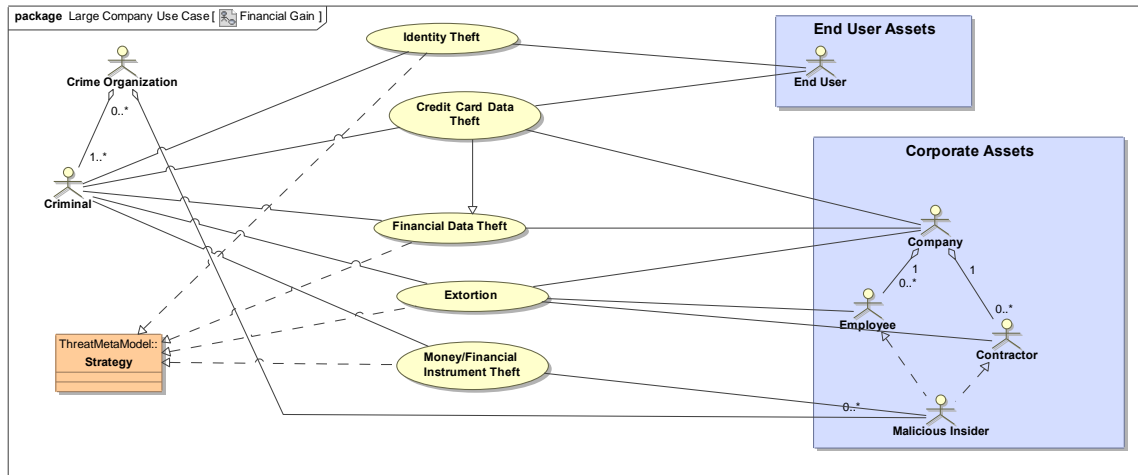 package Large Company Use Case [ Financial Gain ]
Identity Theft
End User Assets
End User
Crime Organization
0..*
Credit Card Data
Theft
1..*
Criminal
Corporate Assets
Financial Data Theft
Company
1
1
0..*
Extortion
0..*
Employee
ThreatMetaModel::
Strategy
Contractor
Money/Financial
Instrument Theft
0..*
Malicious Insider